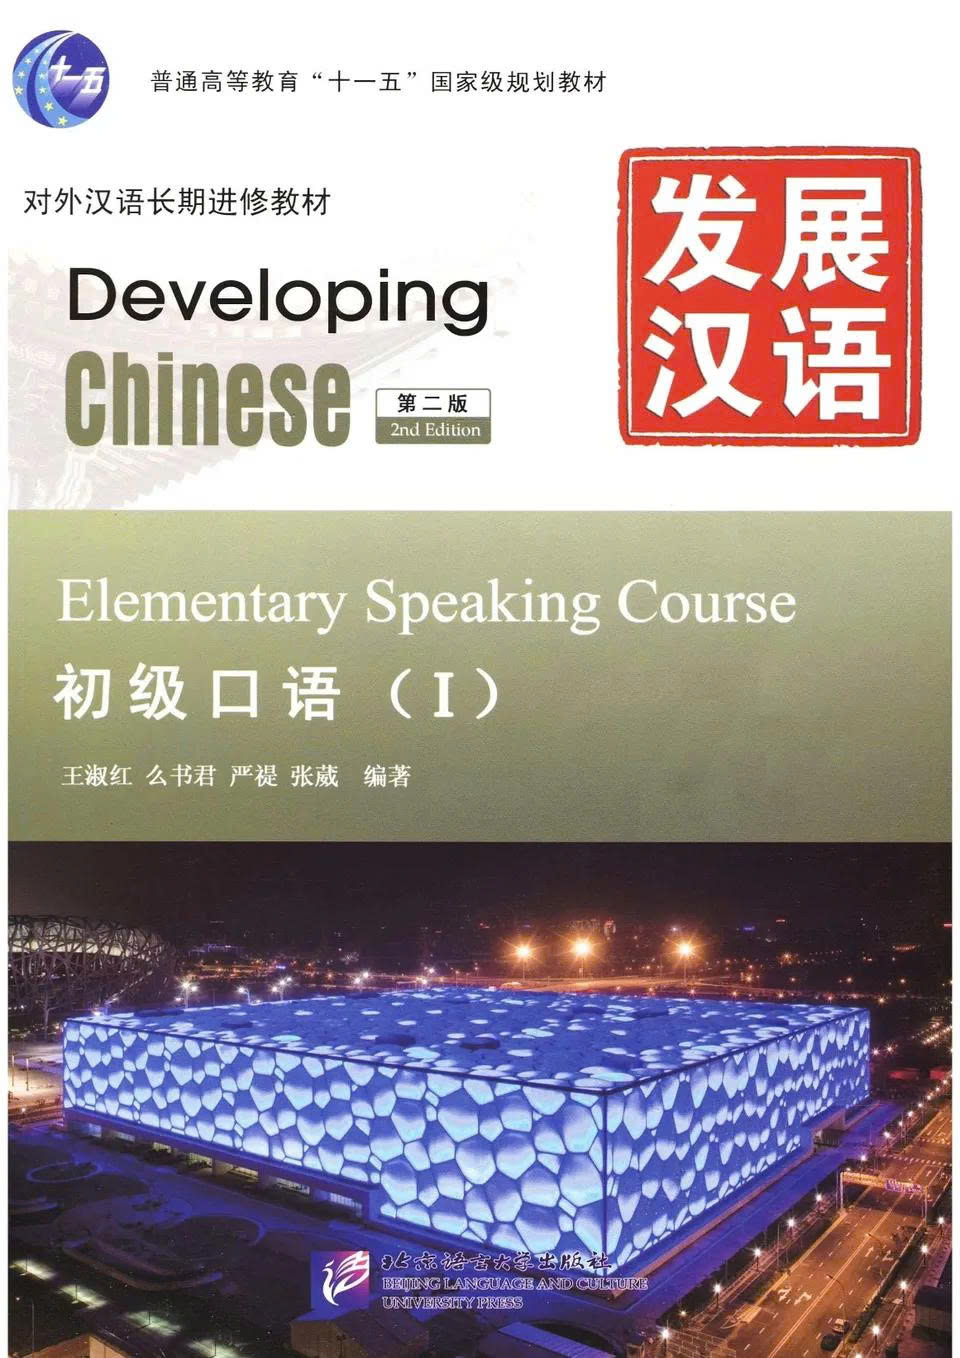 十一五
普通高等教育“十一五”国家级规划教材
对外汉语长期进修教材
发展
汉语
Developing
Chinese
第二版
2nd Edition
Elementary Speaking Course
初级口语（I）
王淑红 么书君 严禔 张葳 编著
语
北京语言大学出版社
BEIJING LANGUAGE AND CULTURE
UNIVERSITY PRESS